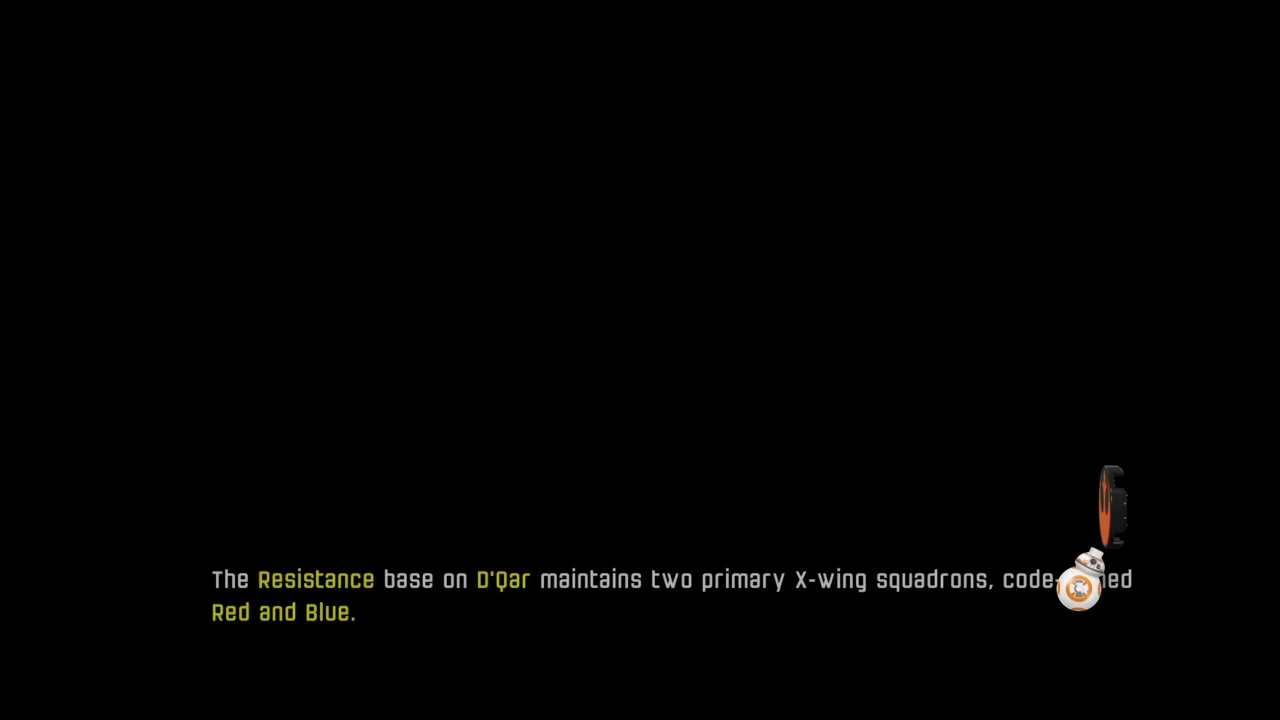 The Resistance base on D'Qar maintains two primary X-wing squadrons,
Red and Blue.